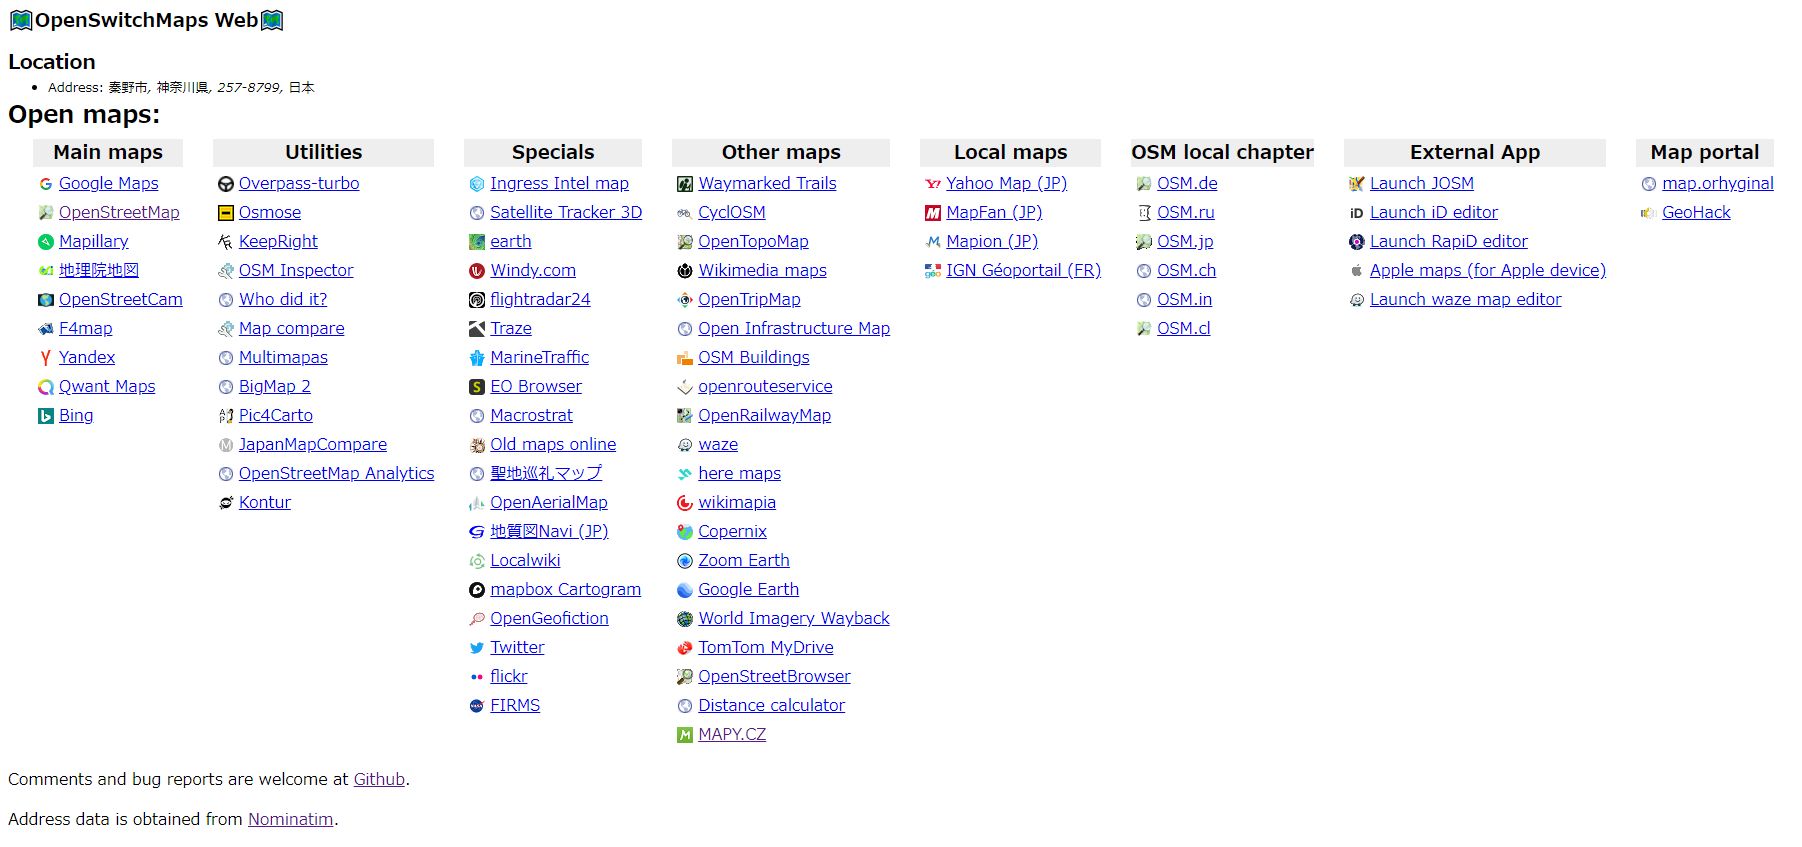 OpenSwitchMaps Web
Location
Address: 秦野市, 神奈川県, 257-8799, 日本
Open maps:
Main maps
Google Maps
OpenStreetMap
Mapillary
地理院地図
OpenStreetCam
F4map
Yandex
Qwant Maps
Bing
Utilities
Overpass-turbo
Osmose
KeepRight
OSM Inspector
Who did it?
Map compare
Multimapas
BigMap 2
Pic4Carto
JapanMapCompare
OpenStreetMap Analytics
Kontur
Specials
Ingress Intel map
Satellite Tracker 3D
earth
Windy.com
flightradar24
Traze
MarineTraffic
EO Browser
Macrostrat
Old maps online
聖地巡礼マップ
OpenAerialMap
地質図Navi (JP)
Localwiki
mapbox Cartogram
OpenGeofiction
Twitter
flickr
FIRMS
Other maps
Waymarked Trails
CyclOSM
OpenTopoMap
Wikimedia maps
OpenTripMap
Open Infrastructure Map
OSM Buildings
openrouteservice
OpenRailwayMap
waze
here maps
wikimapia
Copernix
Zoom Earth
Google Earth
World Imagery Wayback
TomTom MyDrive
OpenStreetBrowser
Distance calculator
MAPY.CZ
Local maps
Yahoo Map (JP)
MapFan (JP)
Mapion (JP)
IGN Géoportail (FR)
OSM local chapter
OSM.de
OSM.ru
OSM.jp
OSM.ch
OSM.in
OSM.cl
External App
Launch JOSM
Launch iD editor
Launch RapiD editor
Apple maps (for Apple device)
Launch waze map editor
Map portal
map.orhyginal
GeoHack
Comments and bug reports are welcome at Github.
Address data is obtained from Nominatim.